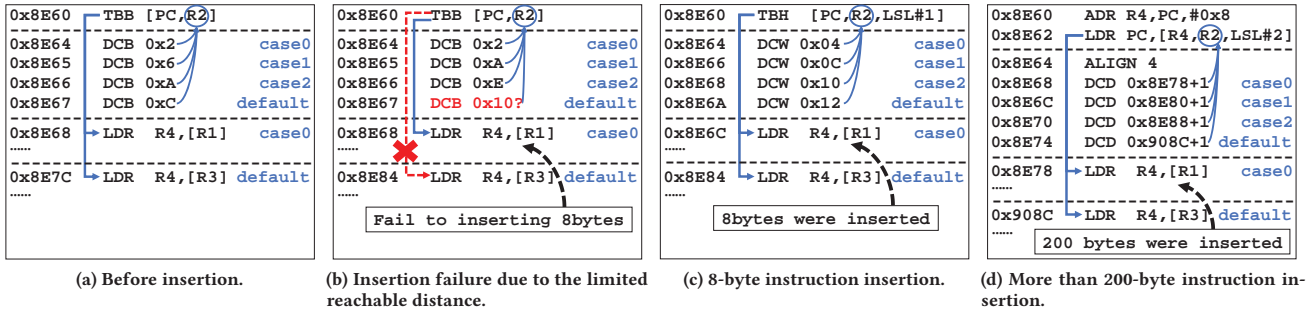 0x8E60 TBB [PC,R2]
0x8E64 DCB 0x2 case0
0x8E65 DCB 0x6 case1
0x8E66 DCB 0xA case2
0x8E67 DCB 0xC default
0x8E68 LDR R4,[R1] case0
......
0x8E7C LDR R4,[R3] default
......
(a) Before insertion.
0x8E60 TBB [PC,R2]
0x8E64 DCB 0x2 case0
0x8E65 DCB 0xA case1
0x8E66 DCB 0xE case2
0x8E67 DCB 0x10? default
0x8E68 LDR R4,[R1] case0
......
0x8E84 LDR R4,[R3] default
......
Fail to inserting 8bytes
(b) Insertion failure due to the limited
reachable distance.
0x8E60 TBH [PC,R2,LSL#1]
0x8E64 DCW 0x04 case0
0x8E66 DCW 0x0C case1
0x8E68 DCW 0x10 case2
0x8E6A DCW 0x12 default
0x8E6C LDR R4,[R1] case0
......
0x8E84 LDR R4,[R3] default
......
8bytes were inserted
(c) 8-byte instruction insertion.
0x8E60 ADR R4,PC,#0x8
0x8E62 LDR PC,[R4,R2,LSL#2]
0x8E64 ALIGN 4
0x8E68 DCD 0x8E78+1 case0
0x8E6C DCD 0x8E80+1 case1
0x8E70 DCD 0x8E88+1 case2
0x8E74 DCD 0x908C+1 default
0x8E78 LDR R4,[R1] case0
......
0x908C LDR R4,[R3] default
......
200 bytes were inserted
(d) More than 200-byte instruction in-
sertion.